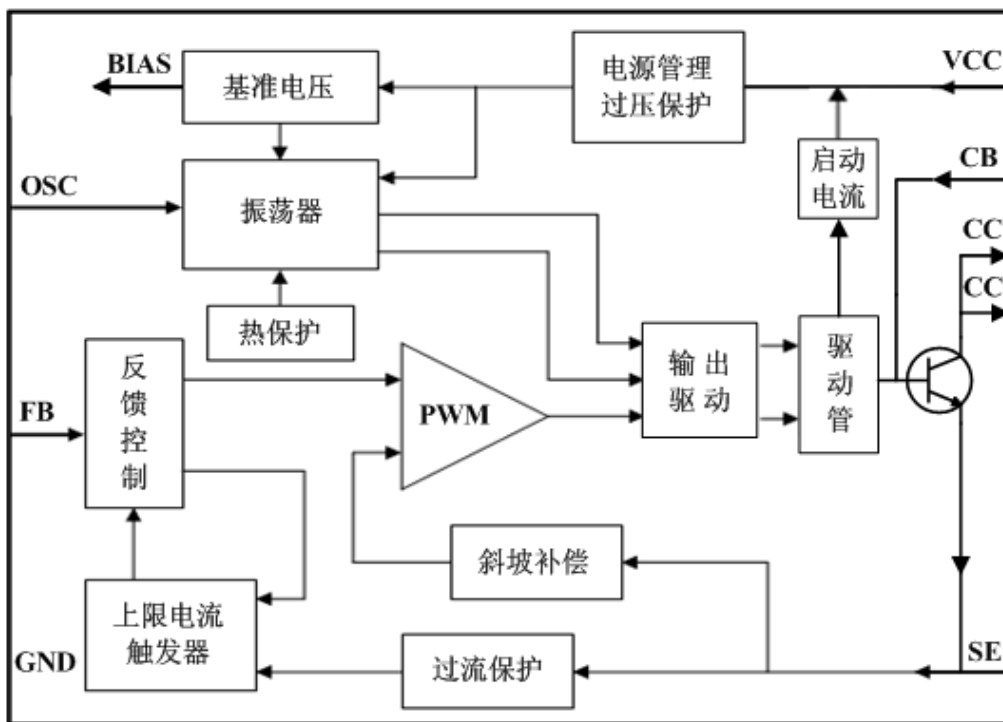 BIAS
基准电压
电源管理
过压保护
VCC
OSC
振荡器
启动
电流
CB
CC
CC
热保护
反
馈
控
制
FB
PWM
输 出
驱 动
驱
动
管
斜坡补偿
上限电流
触发器
过流保护
GND
SE